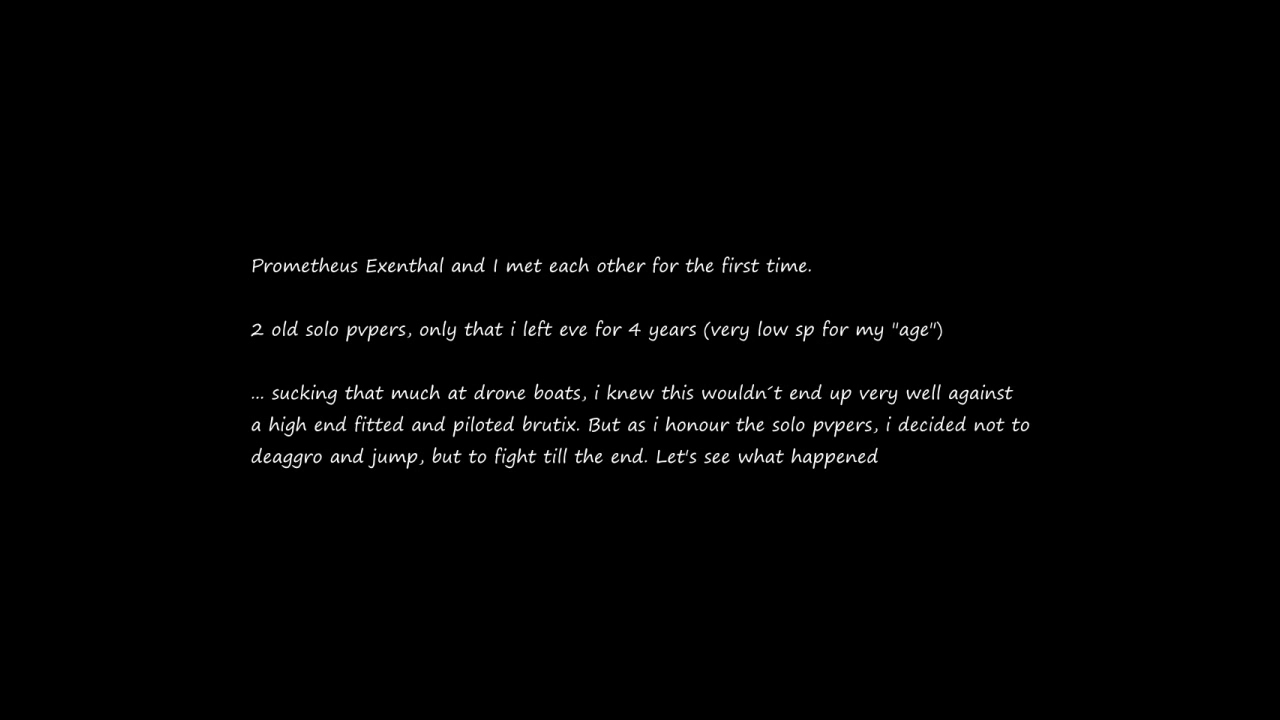 Prometheus Exenthal and I met each other for the first time.
2 old solo pvpers, only that i left eve for 4 years (very low sp for my "age")
... sucking that much at drone boats, i knew this wouldn´t end up very well against
a high end fitted and piloted brutix. But as i honour the solo pvpers, i decided not to
deaggro and jump, but to fight till the end. Let's see what happened